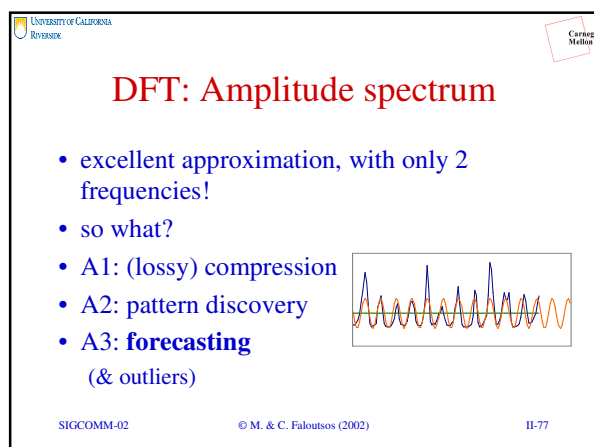 UNIVERSITY OF CALIFORNIA
RIVERSIDE
Carneg
Mellon
DFT: Amplitude spectrum
• excellent approximation, with only 2
frequencies!
• so what?
• A1: (lossy) compression
• A2: pattern discovery
• A3: forecasting
(& outliers)
SIGCOMM-02
© M. & C. Faloutsos (2002)
II-77